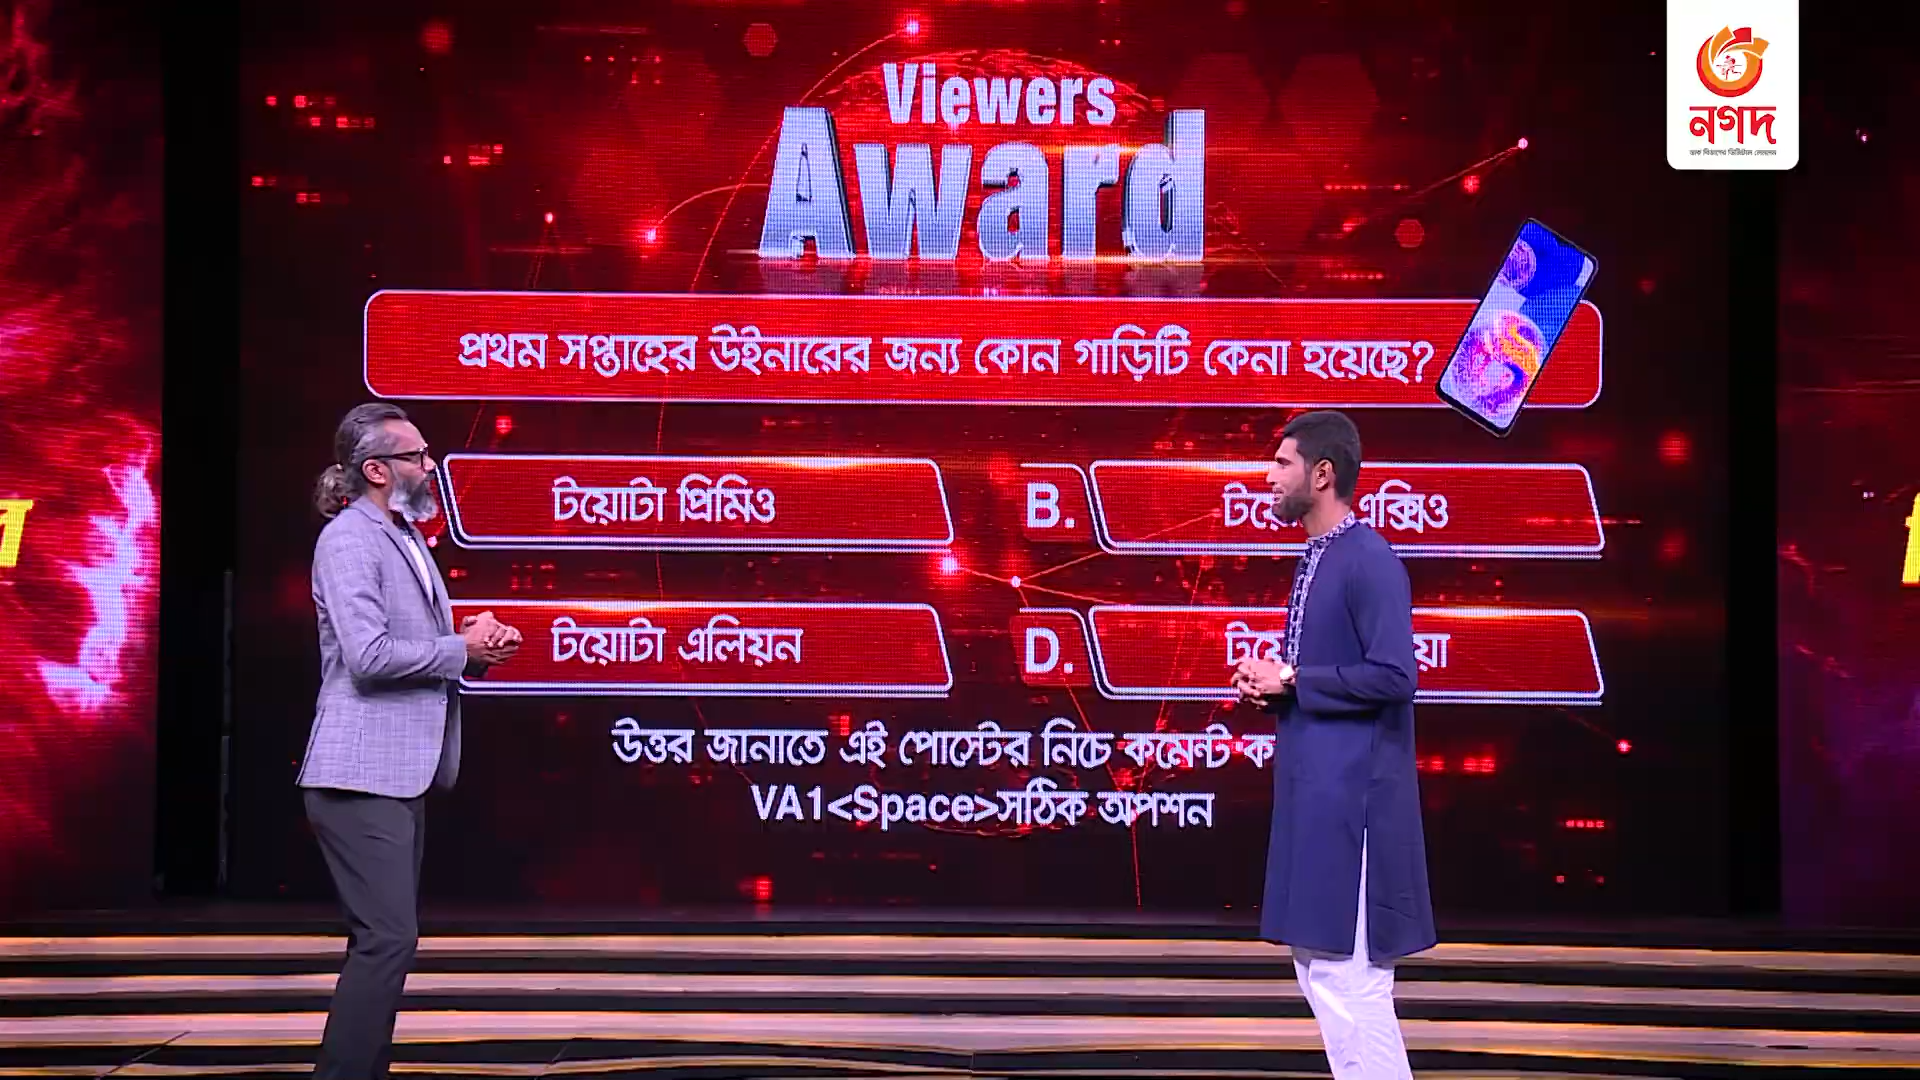 Viewers
Award
নগদ
ডাক বিভাগের ডিজিটাল লেনদেন
প্রথম সপ্তাহের উইনারের জন্য কোন গাড়িটি কেনা হয়েছে?
টয়োটা প্রিমিও
B. এক্সিও
টয়োটা এলিয়ন
D.
উত্তর জানাতে এই পোস্টের নিচে কমেন্ট
VA1<Space>সঠিক অপশন